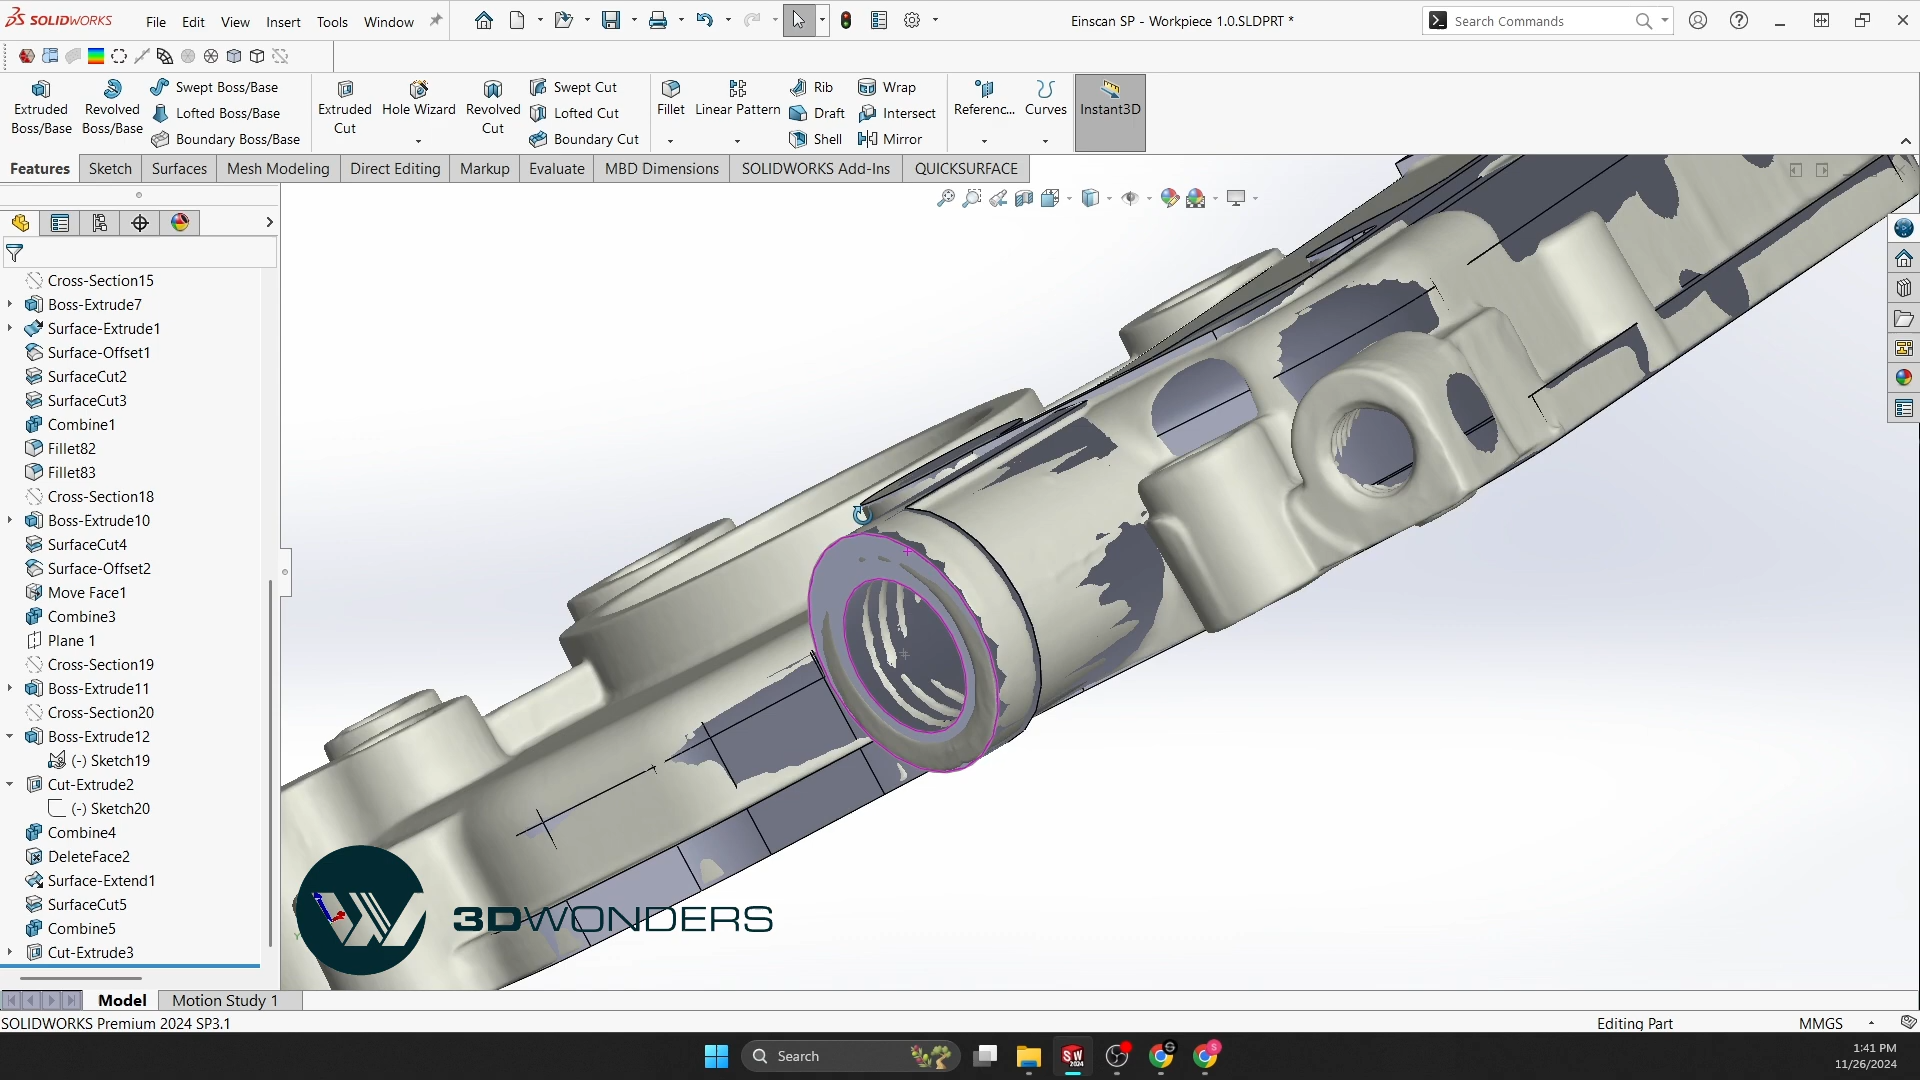 SOLIDWORKS File Edit View Insert Tools Window Einscan SP - Workpiece 1.0.SLDPRT * Search Commands
Extruded Boss/Base
Revolved Boss/Base
Swept Boss/Base
Lofted Boss/Base
Boundary Boss/Base
Extruded Cut
Hole Wizard
Revolved Cut
Swept Cut
Lofted Cut
Boundary Cut
Fillet
Linear Pattern
Rib
Draft
Shell
Wrap
Intersect
Mirror
Referenc...
Curves
Instant3D
Features Sketch Surfaces Mesh Modeling Direct Editing Markup Evaluate MBD Dimensions SOLIDWORKS Add-Ins QUICKSURFACE
Cross-Section15
Boss-Extrude7
Surface-Extrude1
Surface-Offset1
SurfaceCut2
SurfaceCut3
Combine1
Fillet82
Fillet83
Cross-Section18
Boss-Extrude10
SurfaceCut4
Surface-Offset2
Move Face1
Combine3
Plane 1
Cross-Section19
Boss-Extrude11
Cross-Section20
Boss-Extrude12
(-) Sketch19
Cut-Extrude2
(-) Sketch20
Combine4
DeleteFace2
Surface-Extend1
SurfaceCut5
Combine5
Cut-Extrude3
3DWONDERS
Model Motion Study 1
SOLIDWORKS Premium 2024 SP3.1 Editing Part MMGS
Search
SW
2024
1:41 PM
11/26/2024